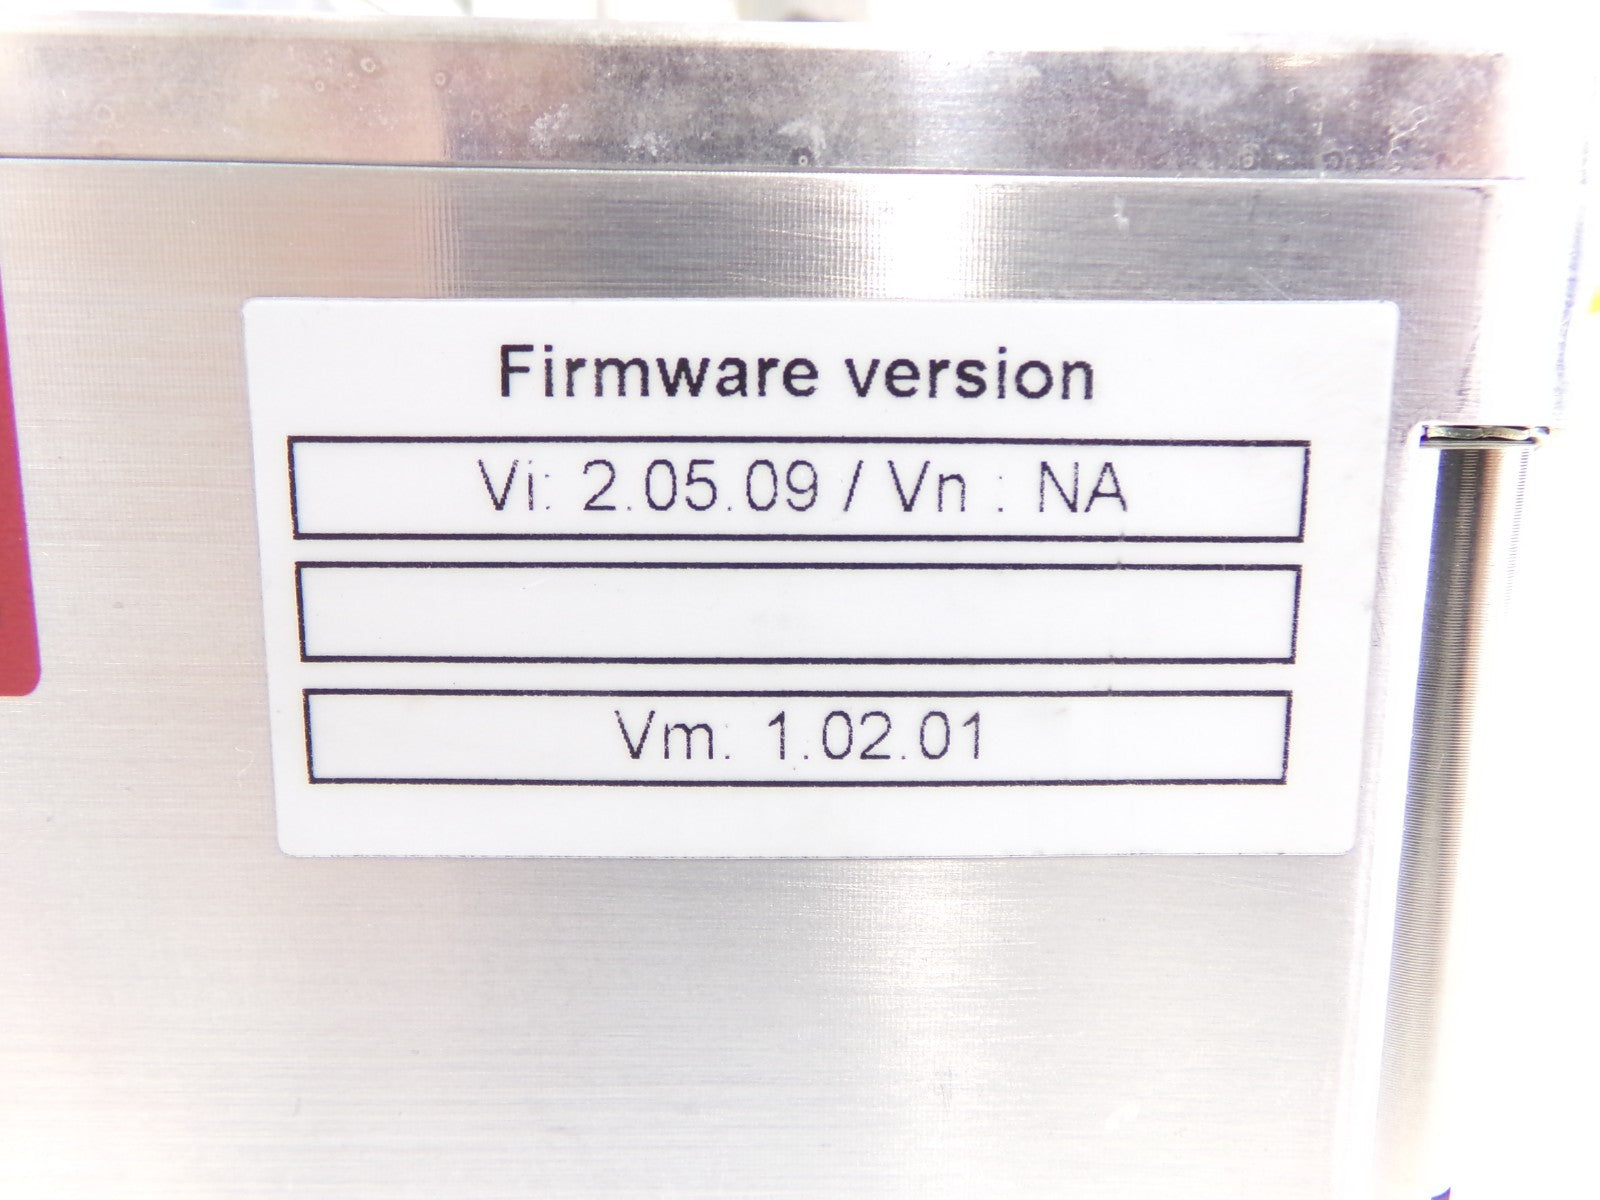 Firmware version
Vi: 2.05.09 / Vn : NA
Vm: 1.02.01